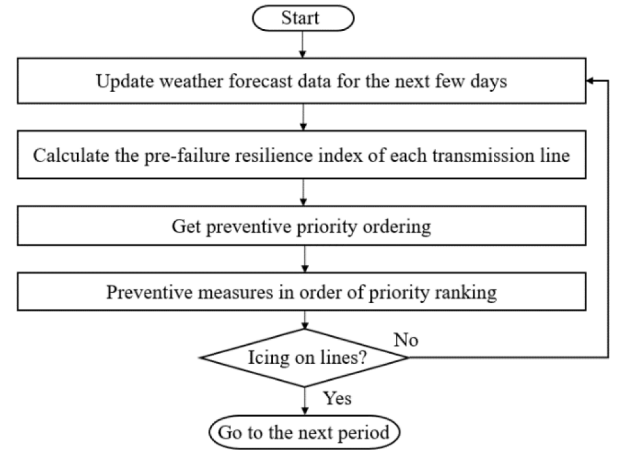 Start
Update weather forecast data for the next few days
Calculate the pre-failure resilience index of each transmission line
Get preventive priority ordering
Preventive measures in order of priority ranking
Icing on lines?
No
Yes
Go to the next period